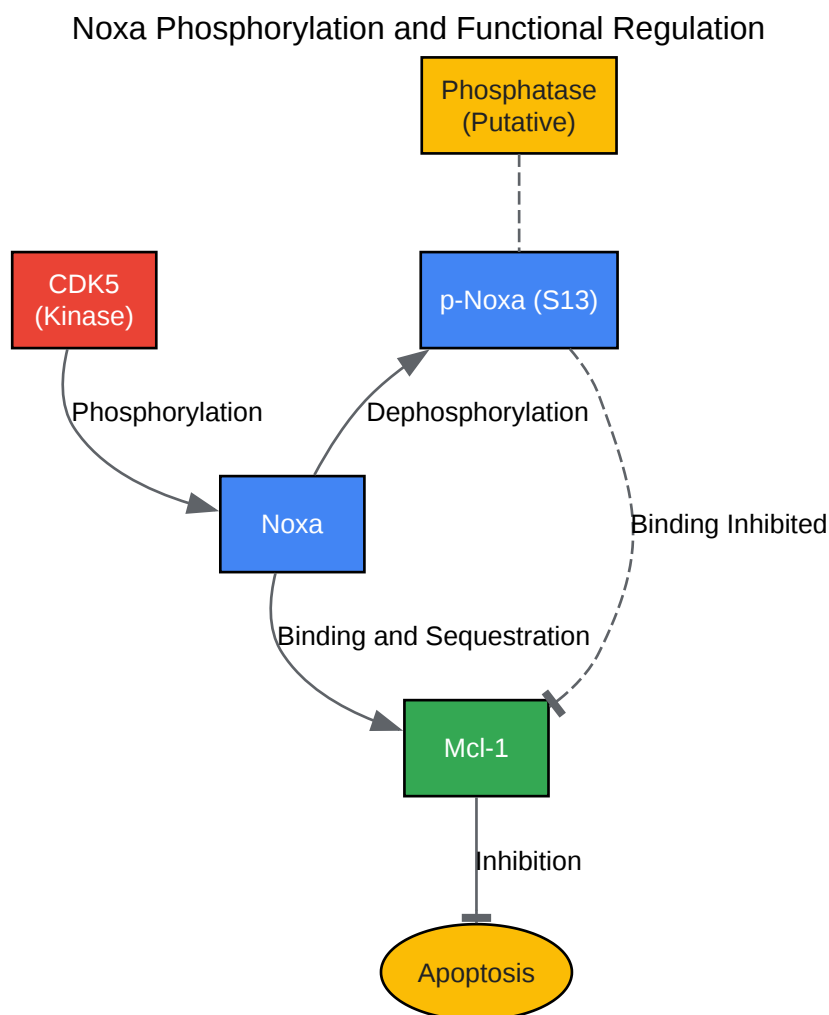 Noxa Phosphorylation and Functional Regulation
Phosphatase
(Putative)
CDK5
(Kinase)
p-Noxa (S13)
Phosphorylation
Dephosphorylation
Noxa
Binding Inhibited
Binding and Sequestration
Mcl-1
Inhibition
Apoptosis